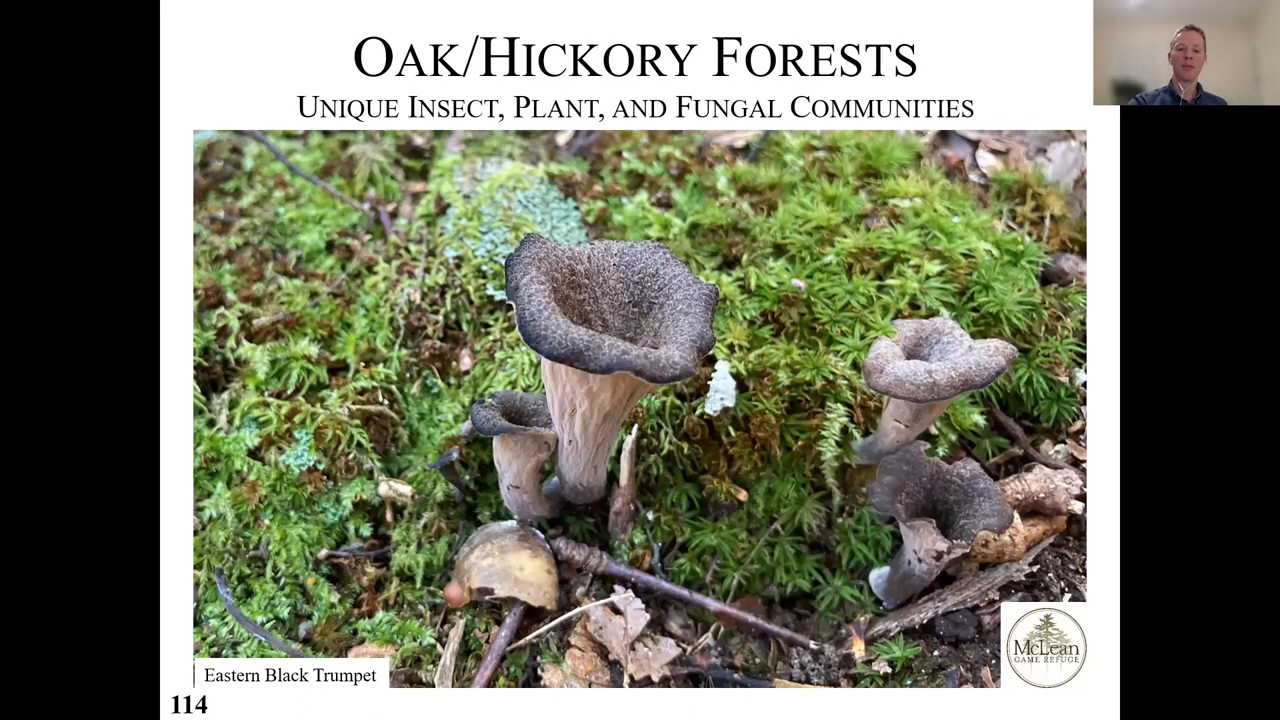 Oak/Hickory Forests
Unique Insect, Plant, and Fungal Communities
Eastern Black Trumpet
McLean
GAME REFUGE
114